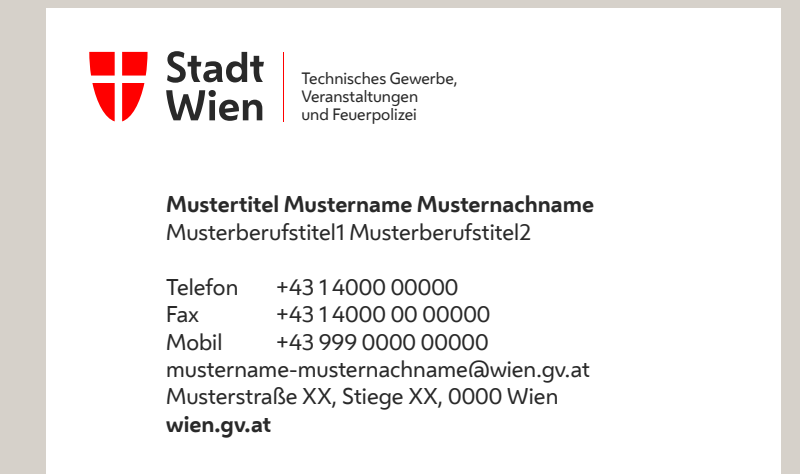 Stadt
Wien
Technisches Gewerbe,
Veranstaltungen
und Feuerpolizei
Mustertitel Mustername Musternachname
Musterberufstitel1 Musterberufstitel2
Telefon +43 1 4000 00000
Fax +43 1 4000 00 00000
Mobil +43 999 0000 00000
mustername-musternachname@wien.gv.at
Musterstraße XX, Stiege XX, 0000 Wien
wien.gv.at